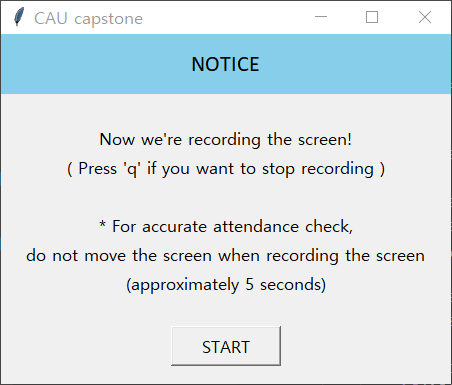 CAU capstone
NOTICE
Now we're recording the screen!
( Press 'q' if you want to stop recording )
* For accurate attendance check,
do not move the screen when recording the screen
(approximately 5 seconds)
START